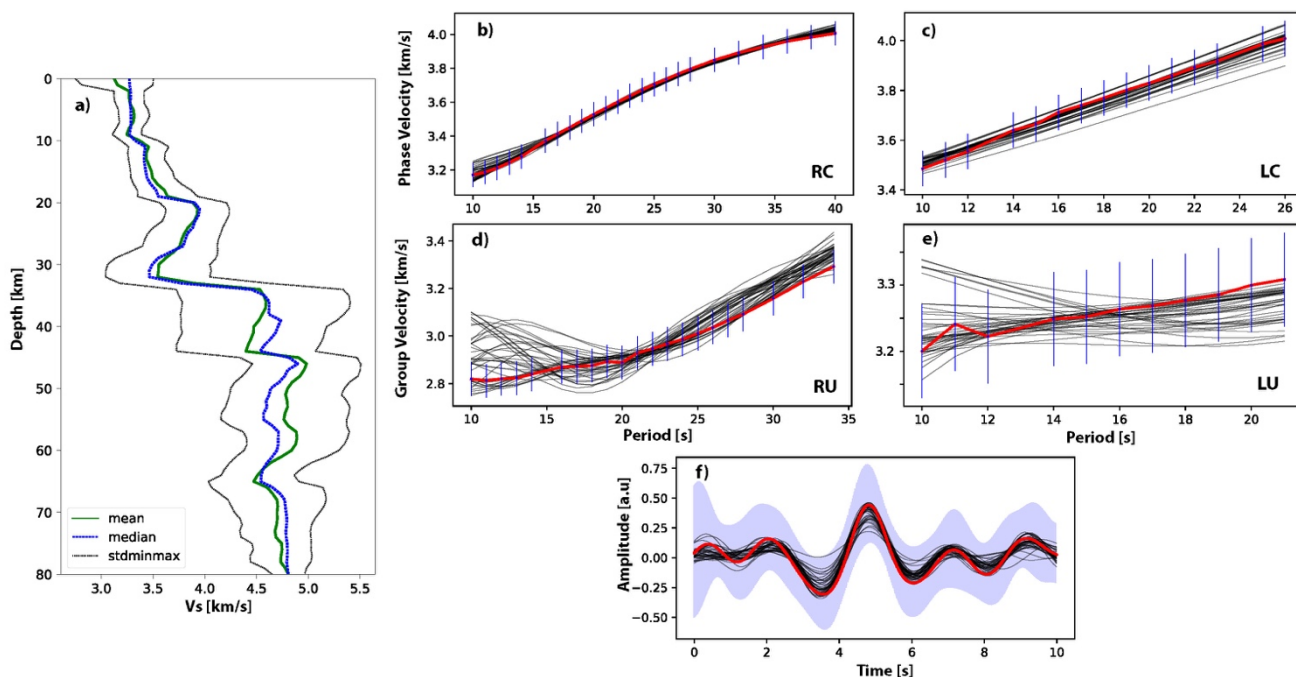 a)
0
10
20
30
40
50
60
70
80
Depth [km]
mean
median
stdminmax
3.0 3.5 4.0 4.5 5.0 5.5
Vs [km/s]
b)
4.0
3.8
3.6
3.4
3.2
Phase Velocity [km/s]
RC
10 15 20 25 30 35 40
c)
4.0
3.8
3.6
3.4
LC
10 12 14 16 18 20 22 24 26
d)
3.4
3.2
3.0
2.8
Group Velocity [km/s]
RU
10 15 20 25 30 35
Period [s]
e)
3.3
3.2
LU
10 12 14 16 18 20
Period [s]
f)
0.75
0.50
0.25
0.00
−0.25
−0.50
Amplitude [a.u]
0 2 4 6 8 10
Time [s]